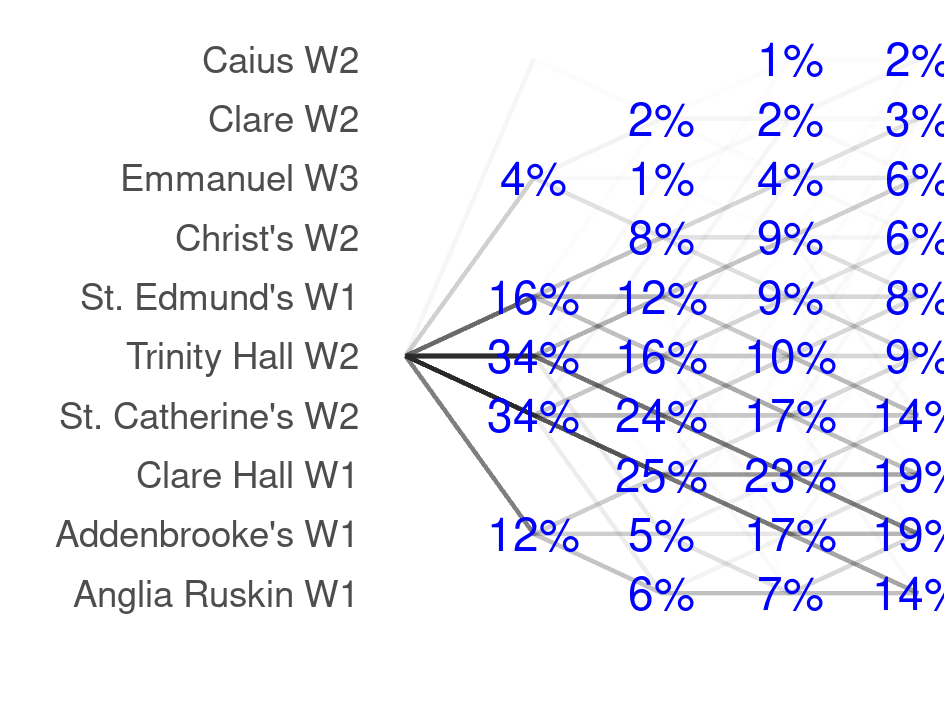 Caius W2 1% 2%
Clare W2 2% 2% 3%
Emmanuel W3 4% 1% 4% 6%
Christ's W2 8% 9% 6%
St. Edmund's W1 16% 12% 9% 8%
Trinity Hall W2 34% 16% 10% 9%
St. Catherine's W2 34% 24% 17% 14%
Clare Hall W1 25% 23% 19%
Addenbrooke's W1 12% 5% 17% 19%
Anglia Ruskin W1 6% 7% 14%